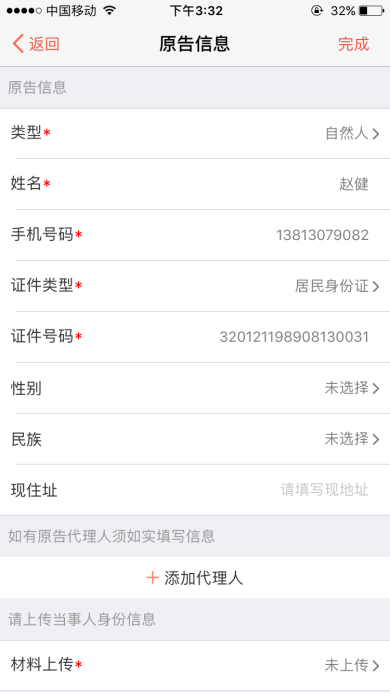 中国移动 下午3:32 32%
返回 原告信息 完成
原告信息
类型* 自然人
姓名* 赵健
手机号码* 13813079082
证件类型* 居民身份证
证件号码* 320121198908130031
性别 未选择
民族 未选择
现住址 请填写现地址
如有原告代理人须如实填写信息
+ 添加代理人
请上传当事人身份信息
材料上传* 未上传